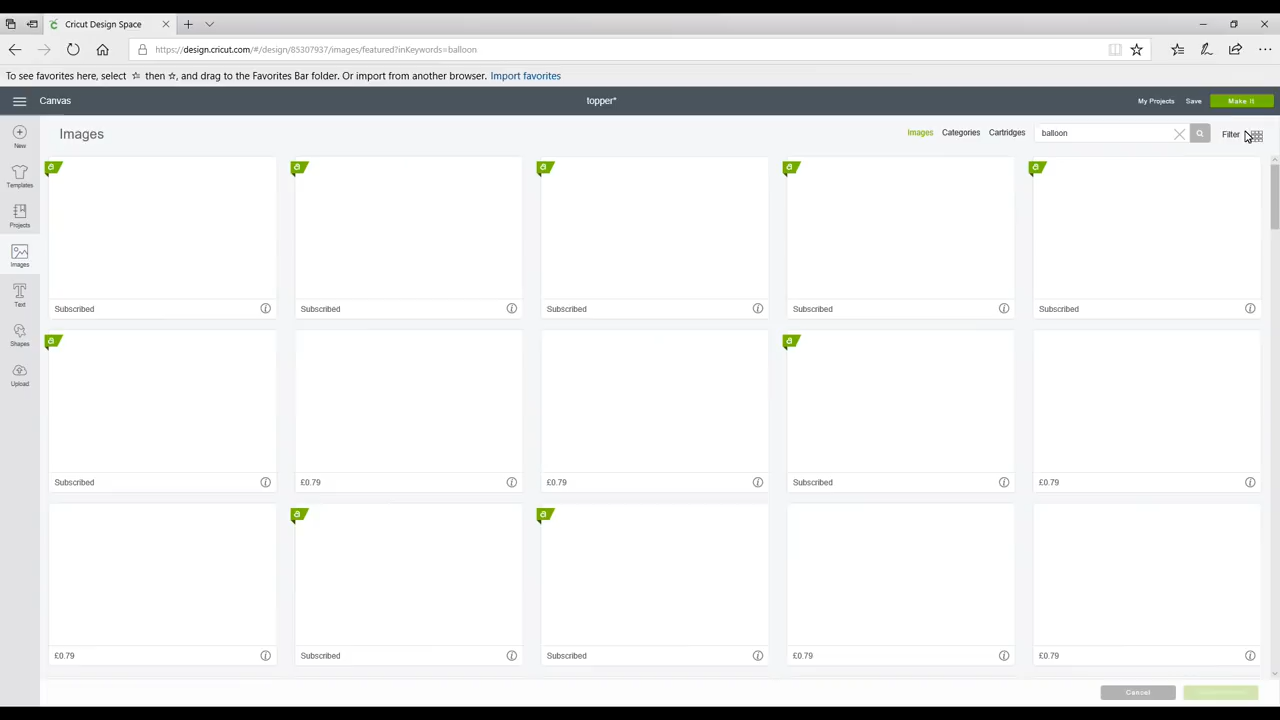 Cricut Design Space
https://design.cricut.com/#/design/85307937/images/featured?inKeywords=balloon
To see favorites here, select ☆ then ☆, and drag to the Favorites Bar folder. Or import from another browser. Import favorites
Canvas
topper*
My Projects Save Make It
New
Templates
Projects
Images
Text
Shapes
Upload
Images
Images Categories Cartridges balloon Filter
Subscribed Subscribed Subscribed Subscribed Subscribed
Subscribed £0.79 £0.79 Subscribed £0.79
£0.79 Subscribed Subscribed £0.79 £0.79
Cancel